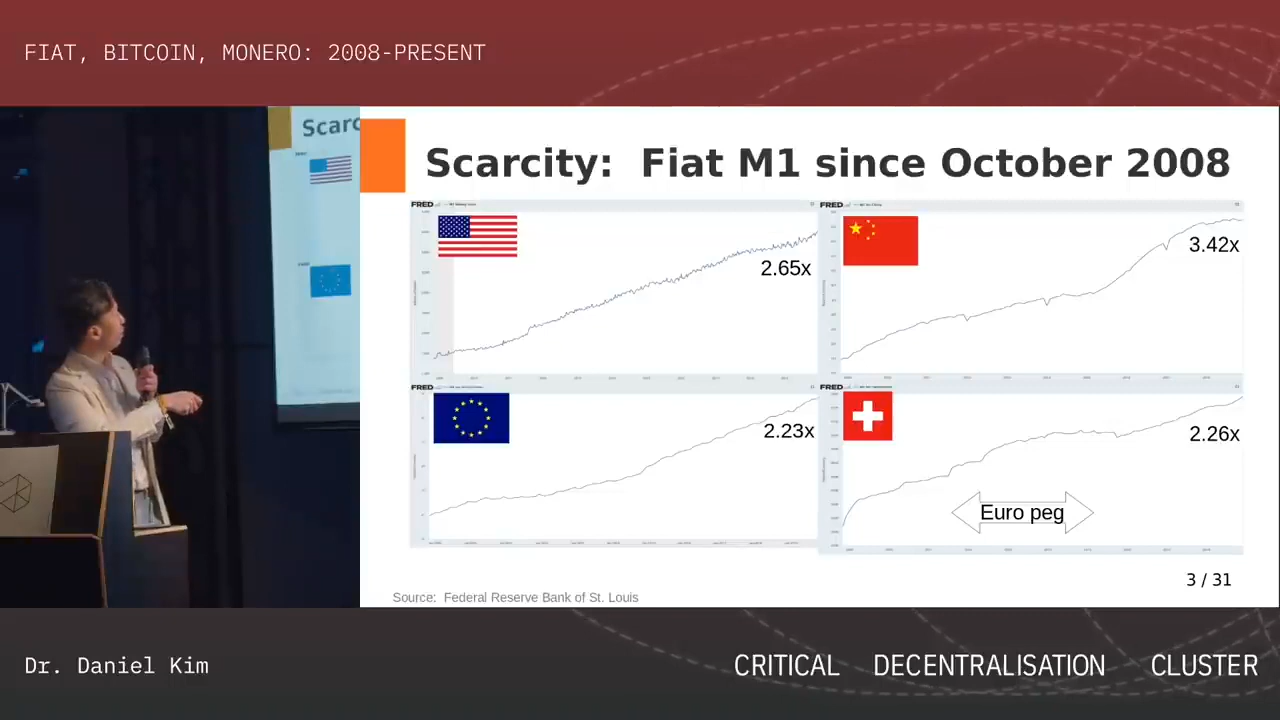 FIAT, BITCOIN, MONERO: 2008-PRESENT
Scarc
Scarcity: Fiat M1 since October 2008
FRED
2.65x
FRED
3.42x
FRED
2.23x
FRED
2.26x
Euro peg
3 / 31
Source: Federal Reserve Bank of St. Louis
Dr. Daniel Kim
CRITICAL DECENTRALISATION CLUSTER